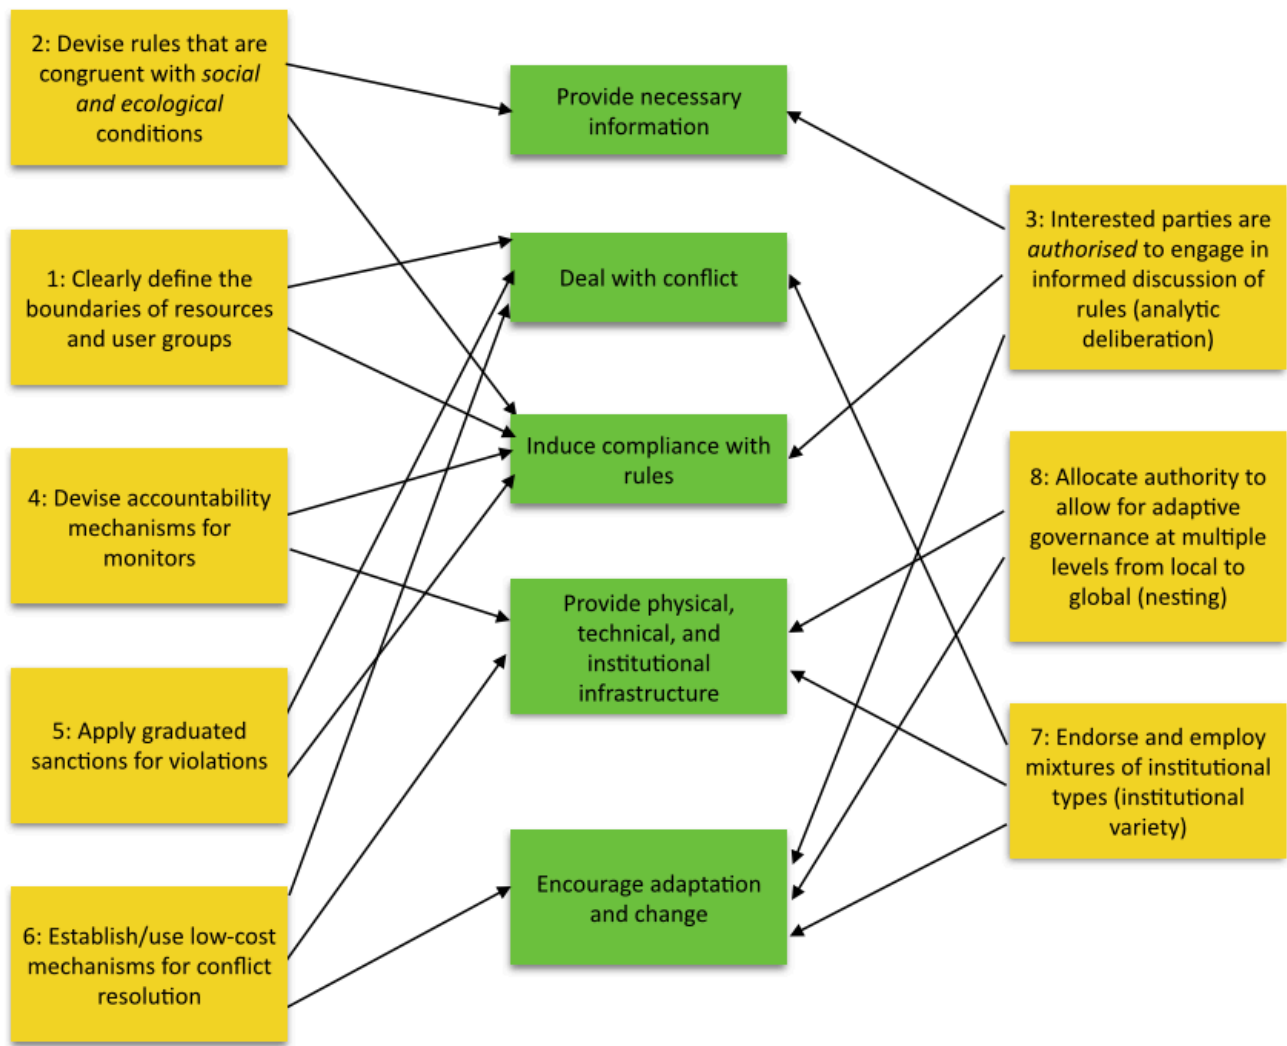 2: Devise rules that are
congruent with social
and ecological
conditions
1: Clearly define the
boundaries of resources
and user groups
4: Devise accountability
mechanisms for
monitors
5: Apply graduated
sanctions for violations
6: Establish/use low-cost
mechanisms for conflict
resolution
Provide necessary
information
Deal with conflict
Induce compliance with
rules
Provide physical,
technical, and
institutional
infrastructure
Encourage adaptation
and change
3: Interested parties are
authorised to engage in
informed discussion of
rules (analytic
deliberation)
8: Allocate authority to
allow for adaptive
governance at multiple
levels from local to
global (nesting)
7: Endorse and employ
mixtures of institutional
types (institutional
variety)